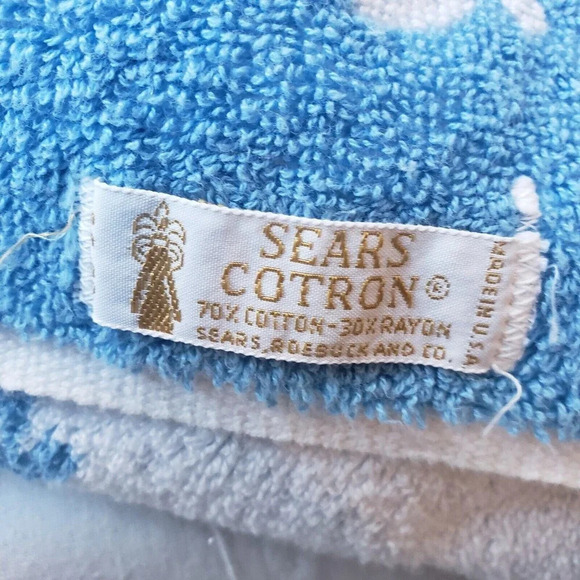 SEARS
COTRON®
70% COTTON-30% RAYON
SEARS, ROEBUCK AND CO.
MADE IN U.S.A.